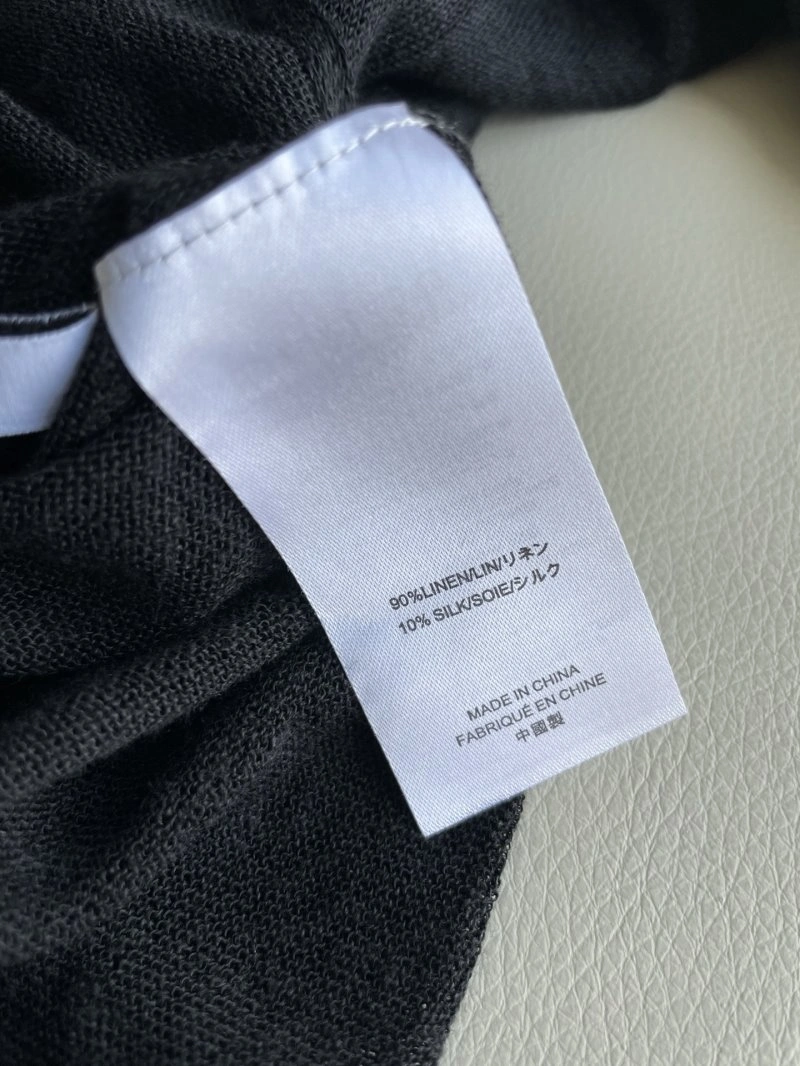 90%LINEN/LIN/リネン
10% SILK/SOIE/シルク
MADE IN CHINA
FABRIQUÉ EN CHINE
中國製